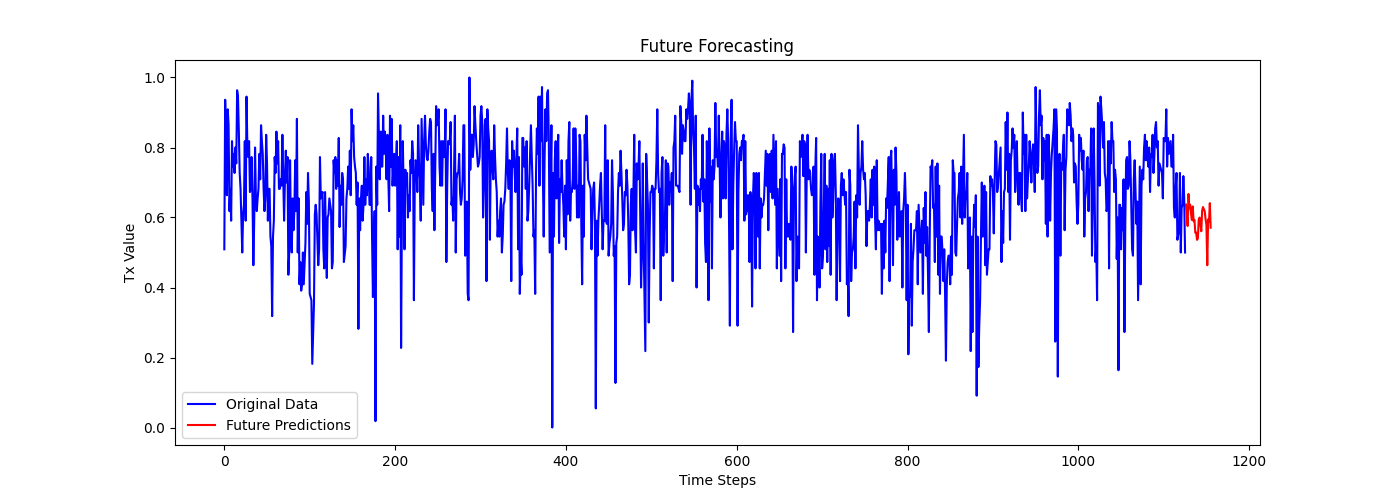 Future Forecasting
1.0
0.8
0.6
0.4
0.2
0.0
Tx Value
Original Data
Future Predictions
0 200 400 600 800 1000 1200
Time Steps